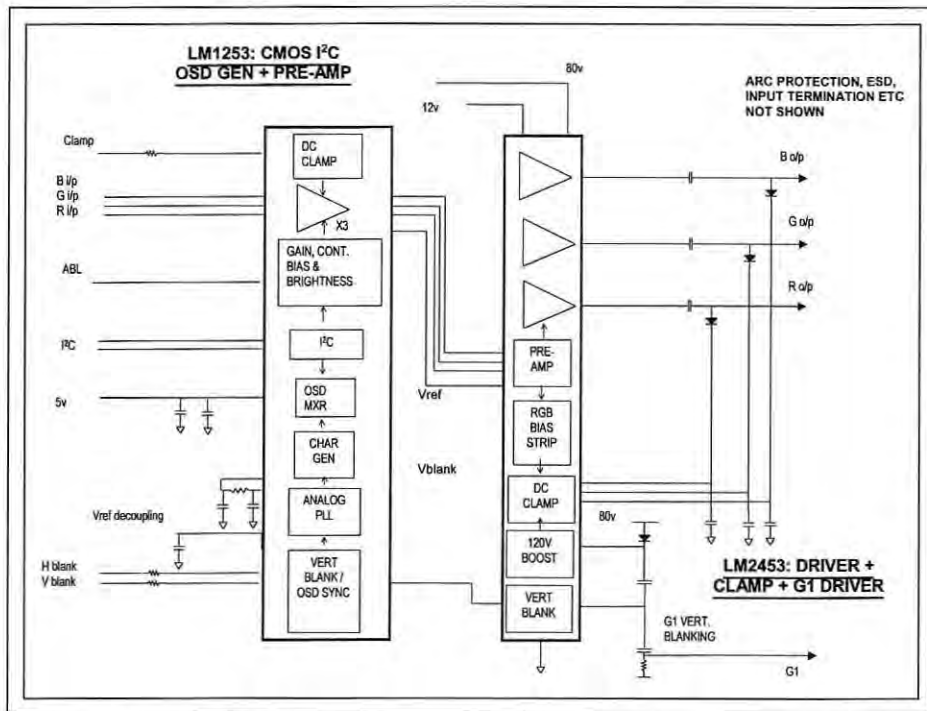 LM1253: CMOS I²C
OSD GEN + PRE-AMP
80v
12v
ARC PROTECTION, ESD,
INPUT TERMINATION ETC
NOT SHOWN
Clamp
B i/p
G i/p
R i/p
ABL
I²C
5v
Vref decoupling
H blank
V blank
DC
CLAMP
X3
GAIN, CONT.
BIAS &
BRIGHTNESS
I²C
OSD
MXR
CHAR
GEN
ANALOG
PLL
VERT
BLANK /
OSD SYNC
Vref
Vblank
PRE-
AMP
RGB
BIAS
STRIP
DC
CLAMP
120V
BOOST
VERT
BLANK
B o/p
G o/p
R o/p
80v
LM2453: DRIVER +
CLAMP + G1 DRIVER
G1 VERT.
BLANKING
G1